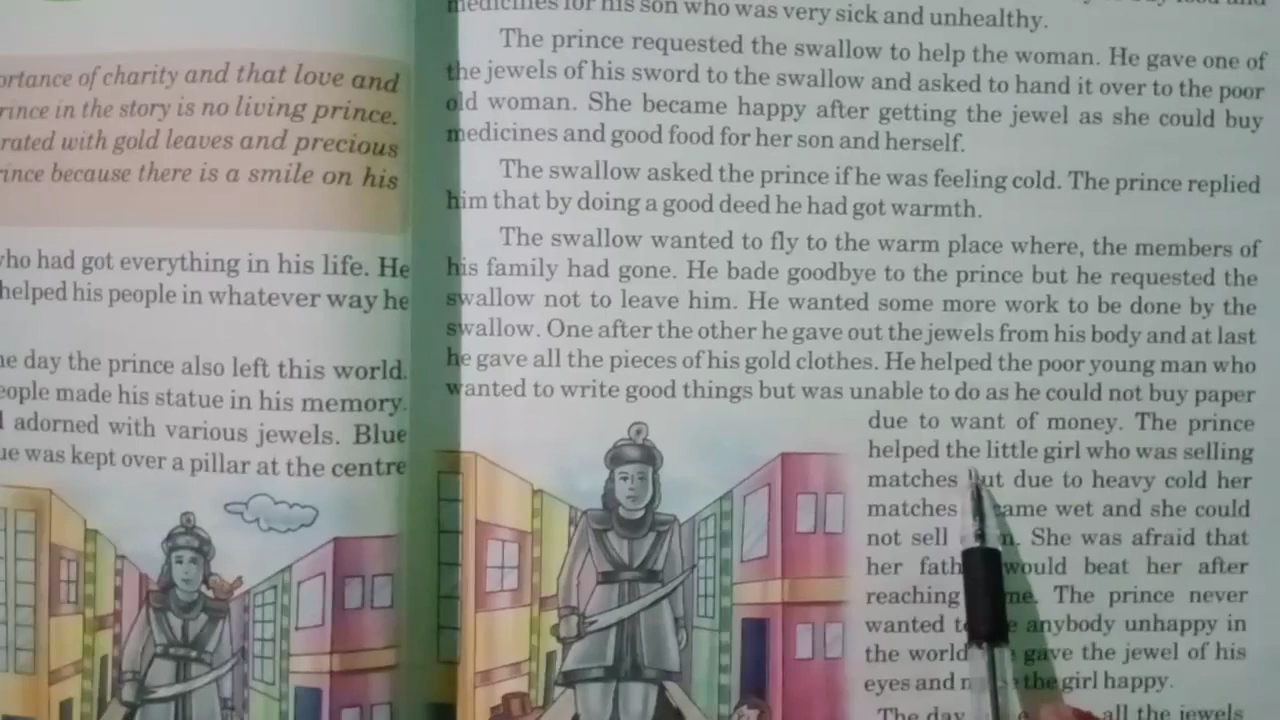 ortance of charity and that love and
rince in the story is no living prince.
rated with gold leaves and precious
ince because there is a smile on his
who had got everything in his life. He
helped his people in whatever way he
ne day the prince also left this world.
eople made his statue in his memory.
adorned with various jewels. Blue
ue was kept over a pillar at the centre
medicines for his son who was very sick and unhealthy.
The prince requested the swallow to help the woman. He gave one of
the jewels of his sword to the swallow and asked to hand it over to the poor
old woman. She became happy after getting the jewel as she could buy
medicines and good food for her son and herself.
The swallow asked the prince if he was feeling cold. The prince replied
him that by doing a good deed he had got warmth.
The swallow wanted to fly to the warm place where, the members of
his family had gone. He bade goodbye to the prince but he requested the
swallow not to leave him. He wanted some more work to be done by the
swallow. One after the other he gave out the jewels from his body and at last
he gave all the pieces of his gold clothes. He helped the poor young man who
wanted to write good things but was unable to do as he could not buy paper
due to want of money. The prince
helped the little girl who was selling
matches but due to heavy cold her
matches came wet and she could
not sell She was afraid that
her fath would beat her after
reaching me. The prince never
wanted anybody unhappy in
the world gave the jewel of his
eyes and the girl happy.
The day all the jewels